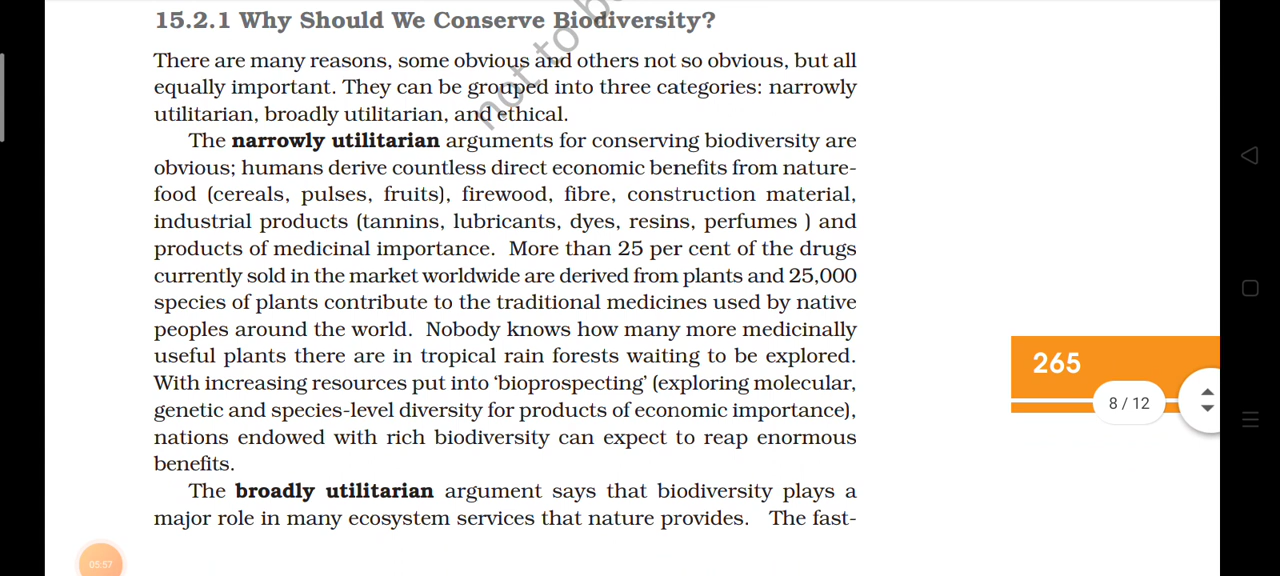 15.2.1 Why Should We Conserve Biodiversity?
There are many reasons, some obvious and others not so obvious, but all
equally important. They can be grouped into three categories: narrowly
utilitarian, broadly utilitarian, and ethical.
The narrowly utilitarian arguments for conserving biodiversity are
obvious; humans derive countless direct economic benefits from nature-
food (cereals, pulses, fruits), firewood, fibre, construction material,
industrial products (tannins, lubricants, dyes, resins, perfumes ) and
products of medicinal importance. More than 25 per cent of the drugs
currently sold in the market worldwide are derived from plants and 25,000
species of plants contribute to the traditional medicines used by native
peoples around the world. Nobody knows how many more medicinally
useful plants there are in tropical rain forests waiting to be explored.
With increasing resources put into ‘bioprospecting’ (exploring molecular,
genetic and species-level diversity for products of economic importance),
nations endowed with rich biodiversity can expect to reap enormous
benefits.
The broadly utilitarian argument says that biodiversity plays a
major role in many ecosystem services that nature provides. The fast-
not to b
265
8 / 12
05:57